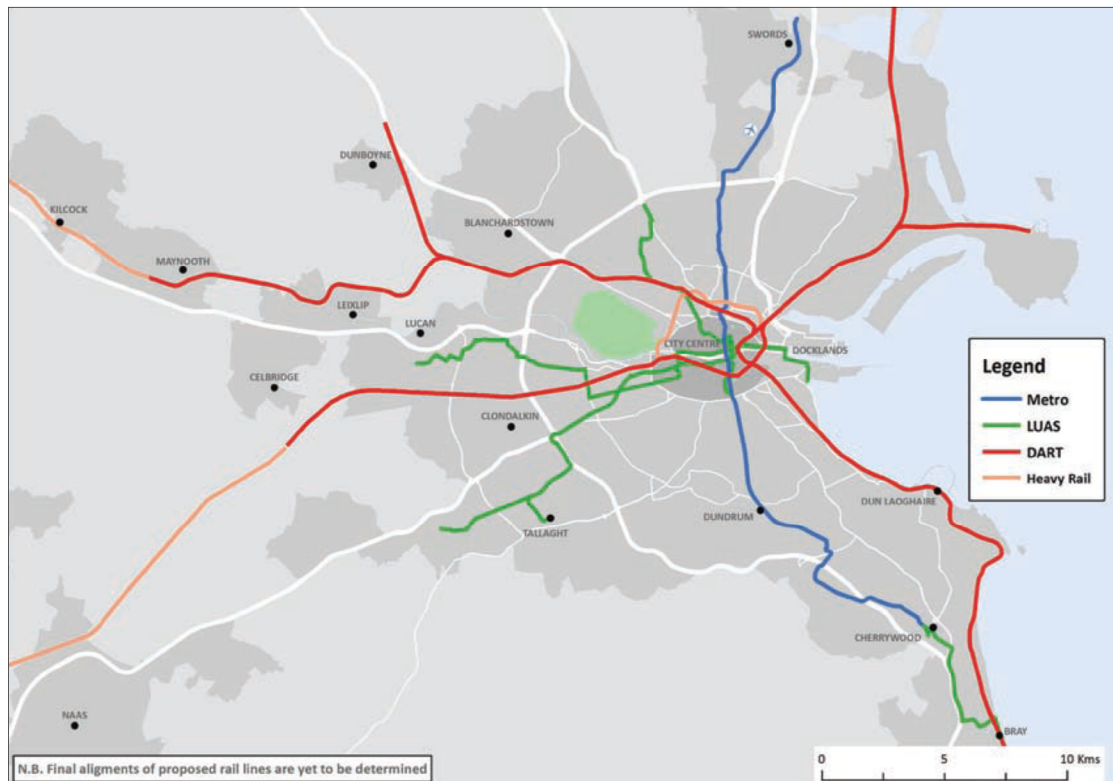 SWORDS
DUNBOYNE
KILCOCK
BLANCHARDSTOWN
MAYNOOTH
LEIXLIP
LUCAN
CITY CENTRE
DOCKLANDS
CELBRIDGE
CLONDALKIN
Legend
Metro
LUAS
DART
Heavy Rail
DUN LAOGHAIRE
DUNDRUM
TALLAGHT
CHERRYWOOD
NAAS
BRAY
N.B. Final aligments of proposed rail lines are yet to be determined
0 5 10 Kms